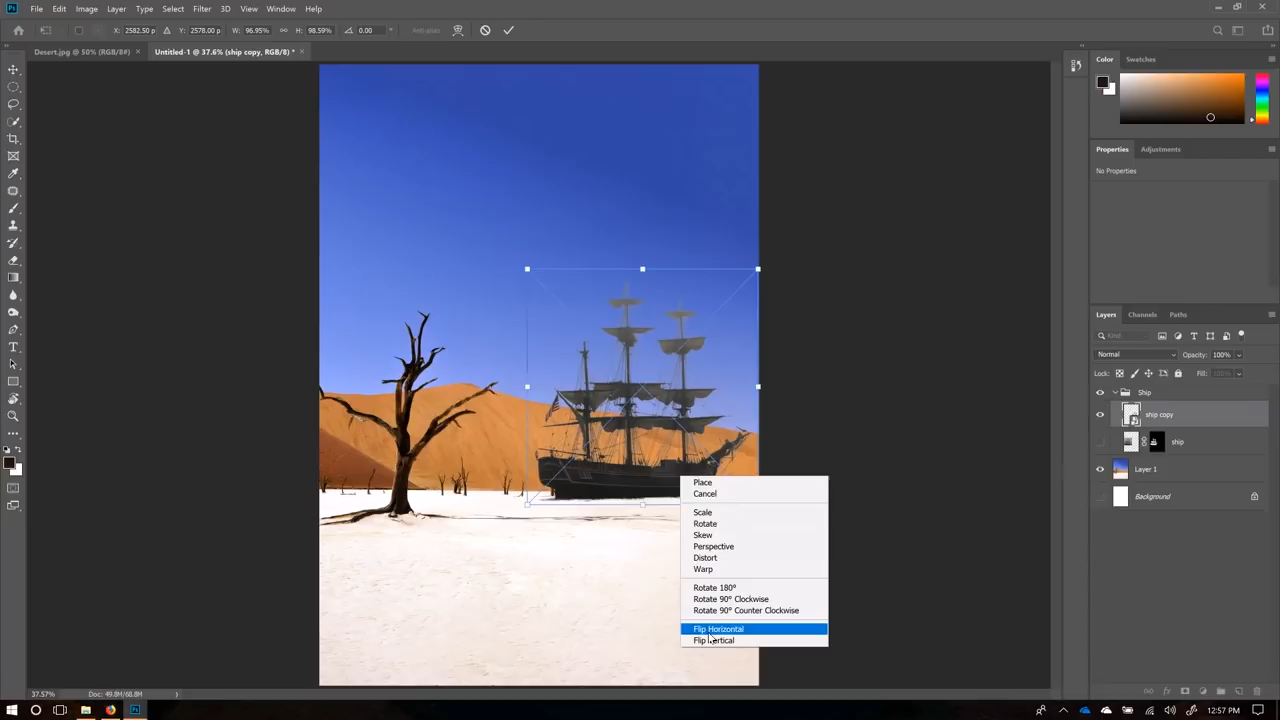 File Edit Image Layer Type Select Filter 3D View Window Help
X: 2582.50 p Y: 2578.00 p W: 96.95% H: 98.59% 0.00 Anti-alias
Desert.jpg @ 50% (RGB/8#) × Untitled-1 @ 37.6% (ship copy, RGB/8) * ×
Color Swatches
Properties Adjustments
No Properties
Layers Channels Paths
Kind
Normal Opacity: 100%
Lock: Fill: 100%
Ship
ship copy
ship
Layer 1
Background
Place
Cancel
Scale
Rotate
Skew
Perspective
Distort
Warp
Rotate 180°
Rotate 90° Clockwise
Rotate 90° Counter Clockwise
Flip Horizontal
Flip Vertical
37.57% Doc: 49.8M/68.8M
12:57 PM